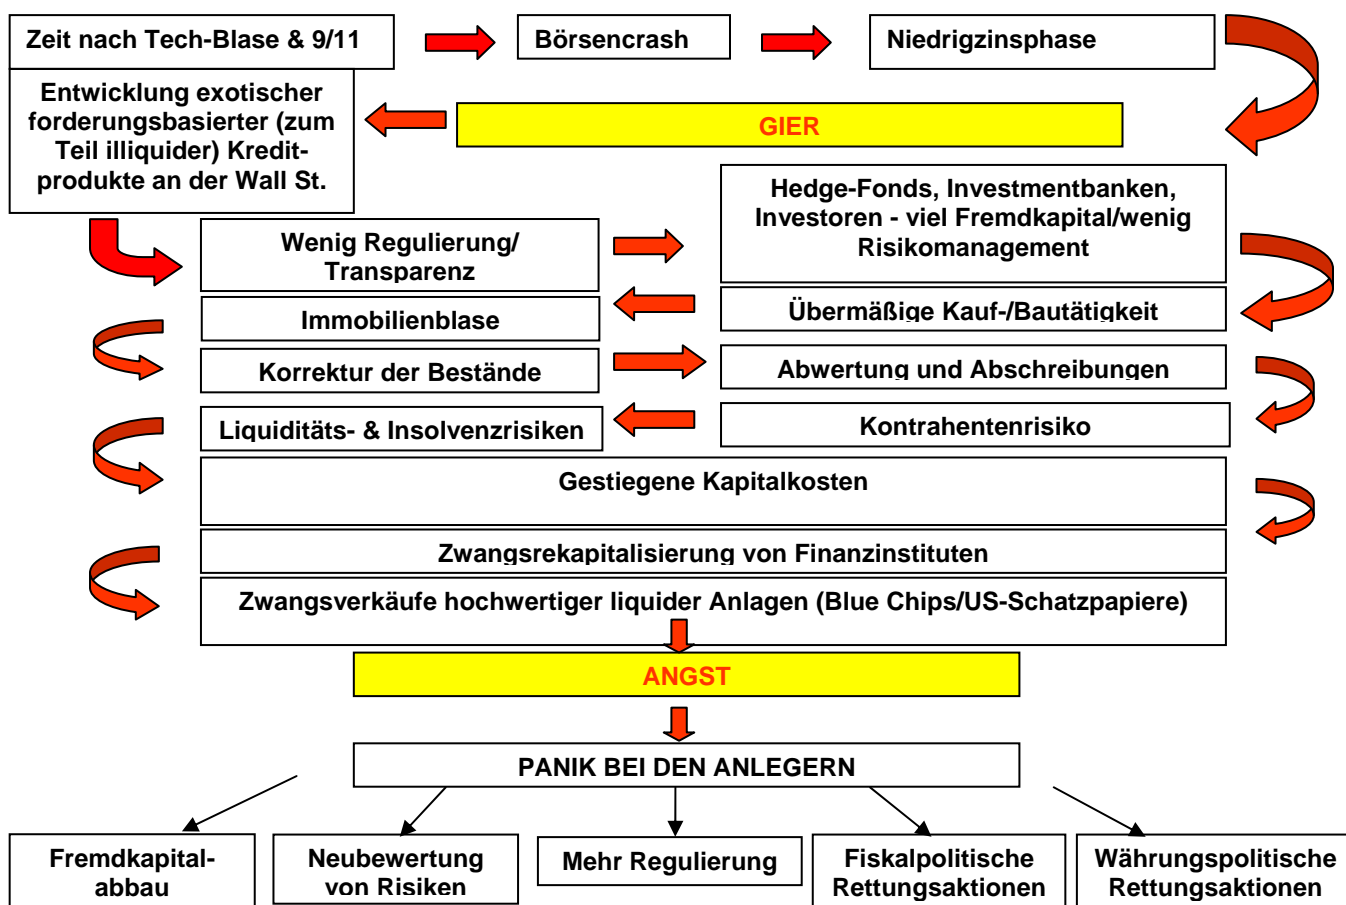 Zeit nach Tech-Blase & 9/11
Börsencrash
Niedrigzinsphase
GIER
Entwicklung exotischer
forderungsbasierter (zum
Teil illiquider) Kredit-
produkte an der Wall St.
Wenig Regulierung/
Transparenz
Hedge-Fonds, Investmentbanken,
Investoren - viel Fremdkapital/wenig
Risikomanagement
Übermäßige Kauf-/Bautätigkeit
Immobilienblase
Korrektur der Bestände
Abwertung und Abschreibungen
Kontrahentenrisiko
Liquiditäts- & Insolvenzrisiken
Gestiegene Kapitalkosten
Zwangsrekapitalisierung von Finanzinstituten
Zwangsverkäufe hochwertiger liquider Anlagen (Blue Chips/US-Schatzpapiere)
ANGST
PANIK BEI DEN ANLEGERN
Fremdkapital-
abbau
Neubewertung
von Risiken
Mehr Regulierung
Fiskalpolitische
Rettungsaktionen
Währungspolitische
Rettungsaktionen